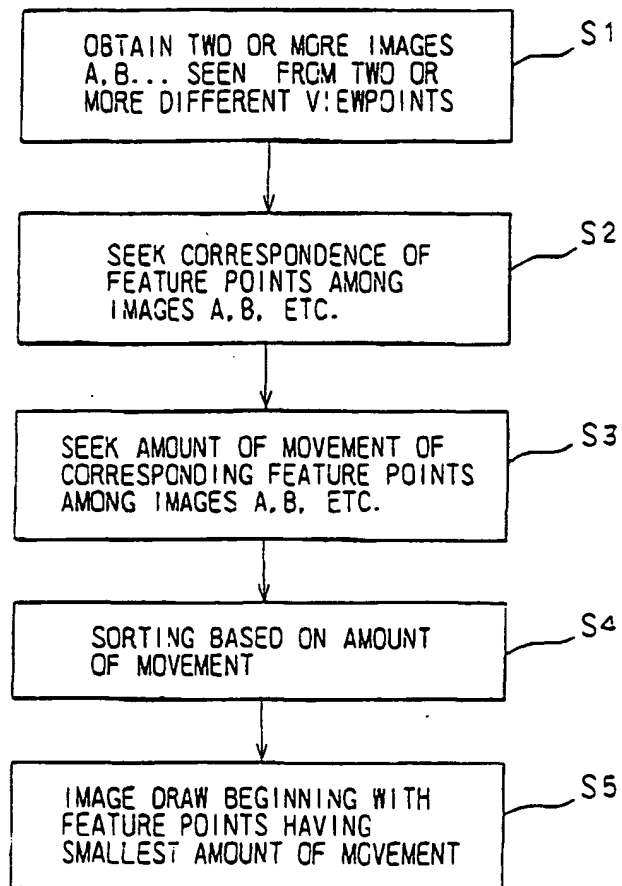 OBTAIN TWO OR MORE IMAGES
A.B... SEEN FROM TWO OR
MORE DIFFERENT VIEWPOINTS
S1
SEEK CORRESPONDENCE OF
FEATURE POINTS AMONG
IMAGES A.B. ETC.
S2
SEEK AMOUNT OF MOVEMENT OF
CORRESPONDING FEATURE POINTS
AMONG IMAGES A.B. ETC.
S3
SORTING BASED ON AMOUNT
OF MOVEMENT
S4
IMAGE DRAW BEGINNING WITH
FEATURE POINTS HAVING
SMALLEST AMOUNT OF MOVEMENT
S5